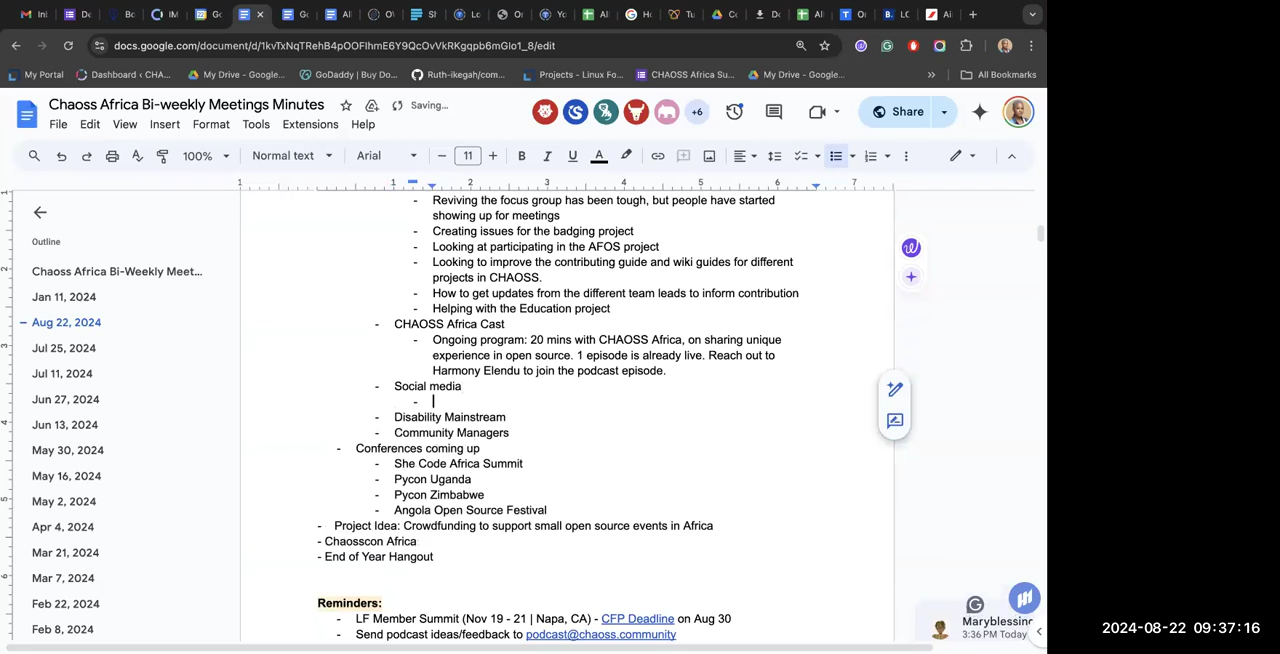 docs.google.com/document/d/1kvTxNqTRehB4pOOFlhmE6Y9QcOvVkRKgqpb6mGlo1_8/edit
My Portal
Dashboard ‹ CHA...
My Drive - Google...
GoDaddy | Buy Do...
Ruth-ikegah/com...
Projects - Linux Fo...
CHAOSS Africa Su...
My Drive - Google...
»
All Bookmarks
Chaoss Africa Bi-weekly Meetings Minutes
Saving...
File Edit View Insert Format Tools Extensions Help
+6
Share
100%
Normal text
Arial
11
Outline
Chaoss Africa Bi-Weekly Meet...
Jan 11, 2024
Aug 22, 2024
Jul 25, 2024
Jul 11, 2024
Jun 27, 2024
Jun 13, 2024
May 30, 2024
May 16, 2024
May 2, 2024
Apr 4, 2024
Mar 21, 2024
Mar 7, 2024
Feb 22, 2024
Feb 8, 2024
- Reviving the focus group has been tough, but people have started
showing up for meetings
- Creating issues for the badging project
- Looking at participating in the AFOS project
- Looking to improve the contributing guide and wiki guides for different
projects in CHAOSS.
- How to get updates from the different team leads to inform contribution
- Helping with the Education project
- CHAOSS Africa Cast
- Ongoing program: 20 mins with CHAOSS Africa, on sharing unique
experience in open source. 1 episode is already live. Reach out to
Harmony Elendu to join the podcast episode.
- Social media
-
- Disability Mainstream
- Community Managers
- Conferences coming up
- She Code Africa Summit
- Pycon Uganda
- Pycon Zimbabwe
- Angola Open Source Festival
- Project Idea: Crowdfunding to support small open source events in Africa
- Chaosscon Africa
- End of Year Hangout
Reminders:
- LF Member Summit (Nov 19 - 21 | Napa, CA) - CFP Deadline on Aug 30
- Send podcast ideas/feedback to podcast@chaoss.community
Maryblessing
3:36 PM Today
2024-08-22 09:37:16